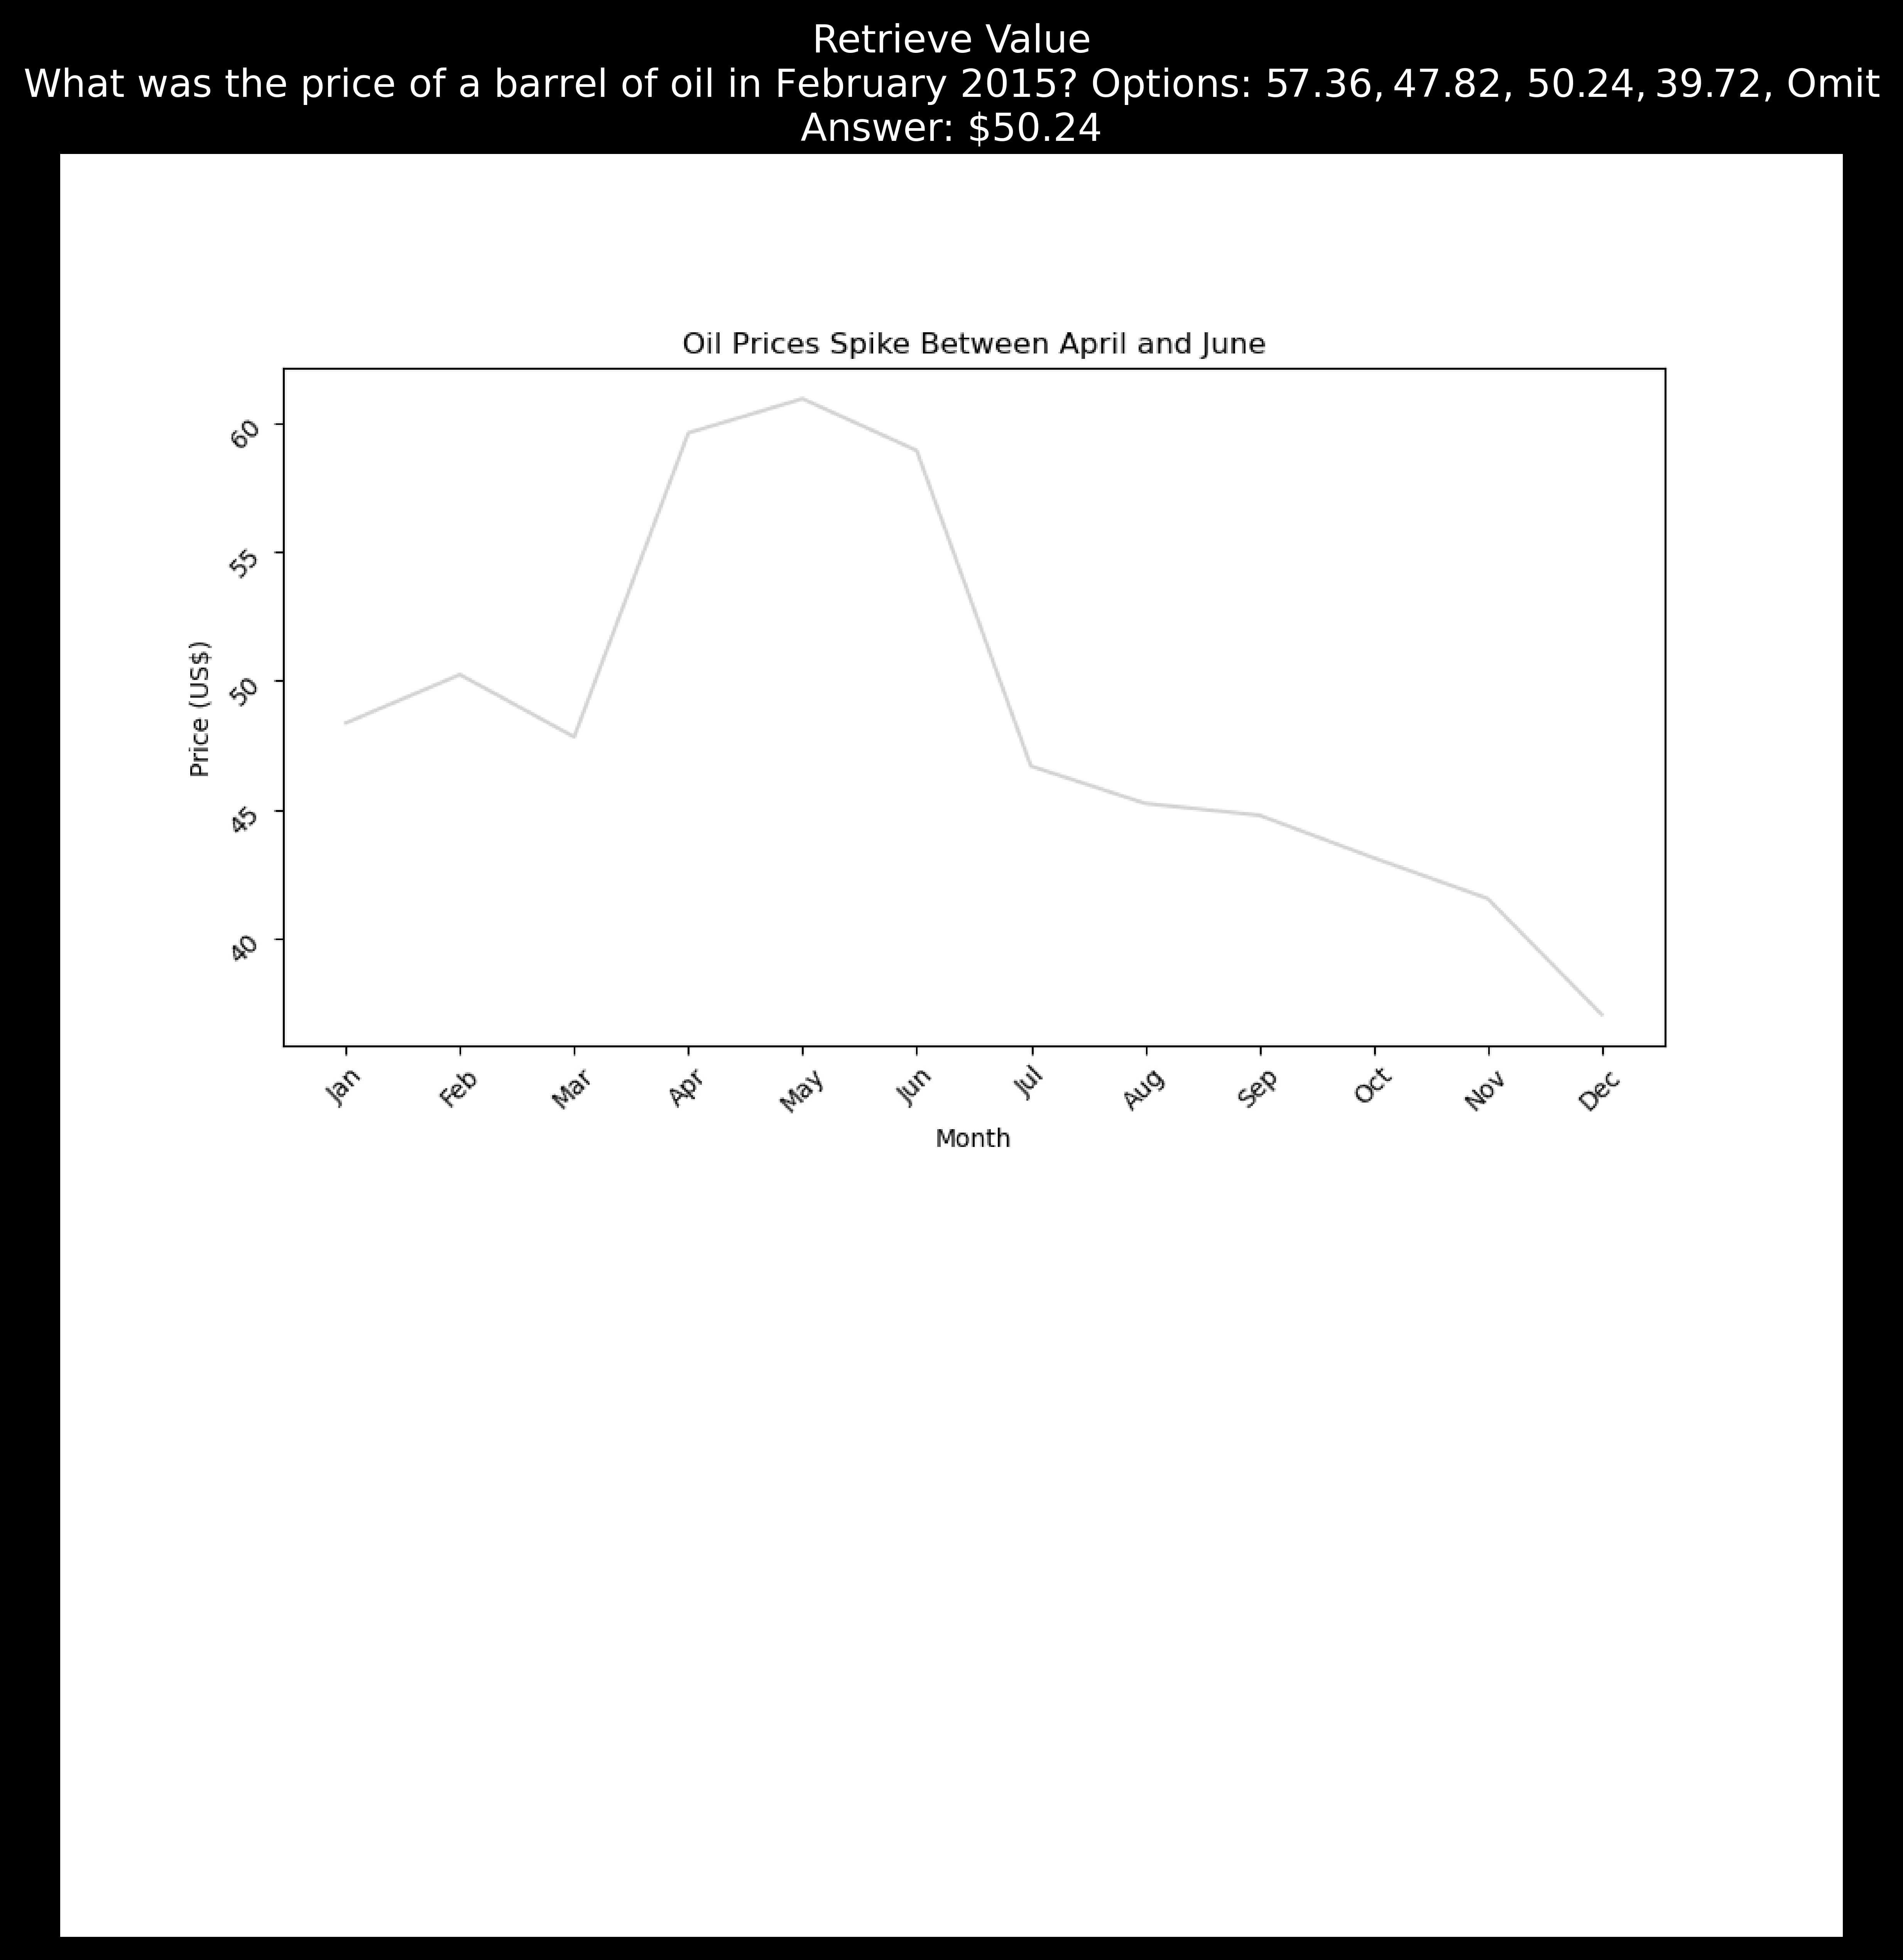 Retrieve Value
What was the price of a barrel of oil in February 2015? Options: 57.36, 47.82, 50.24, 39.72, Omit
Answer: $50.24
Oil Prices Spike Between April and June
60
55
50
45
40
Price (US$)
Jan Feb Mar Apr May Jun Jul Aug Sep Oct Nov Dec
Month